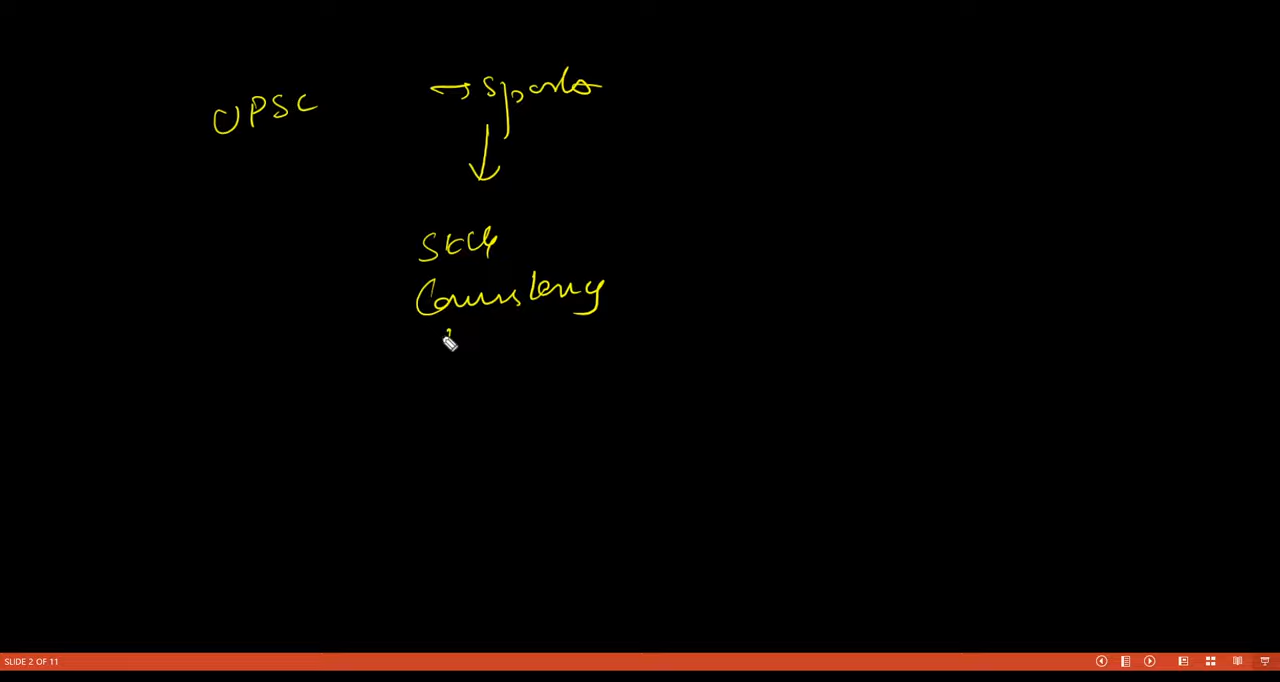 UPSC → Sports
↓
Skill
Consistency
SLIDE 2 OF 11